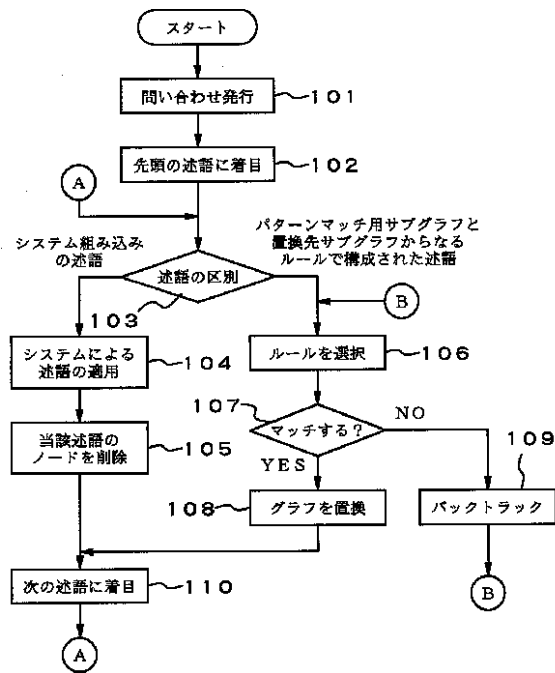 スタート
問い合わせ発行
101
先頭の述語に着目
102
A
システム組み込み
の述語
パターンマッチ用サブグラフと
置換先サブグラフからなる
ルールで構成された述語
述語の区別
103
B
システムによる
述語の適用
104
ルールを選択
106
107
マッチする?
NO
YES
109
当該述語の
ノードを削除
105
108
グラフを置換
バックトラック
次の述語に着目
110
B
A